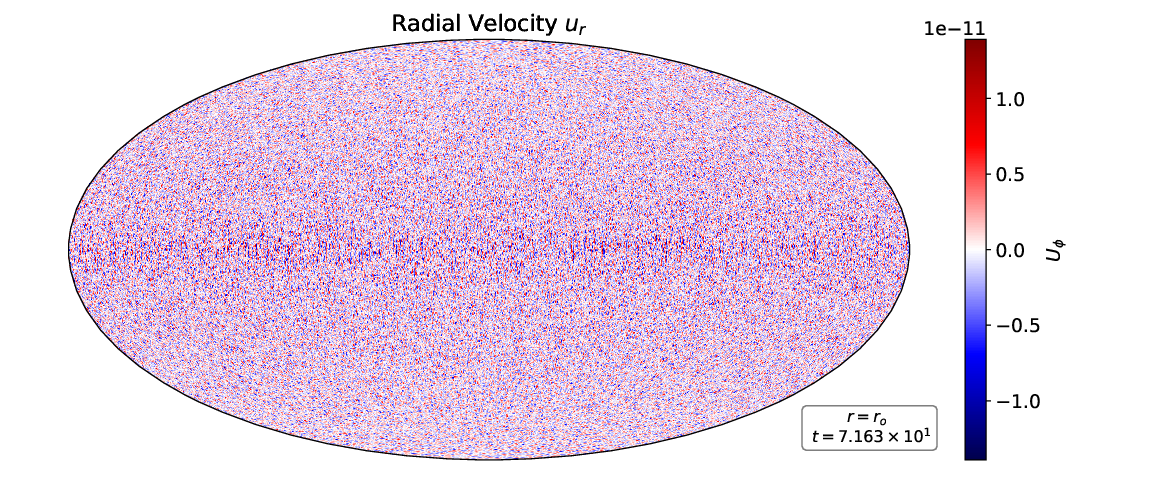 Radial Velocity $u_r$
1e−11
1.0
0.5
0.0
−0.5
−1.0
$U_\phi$
$r = r_o$
$t = 7.163 \times 10^1$